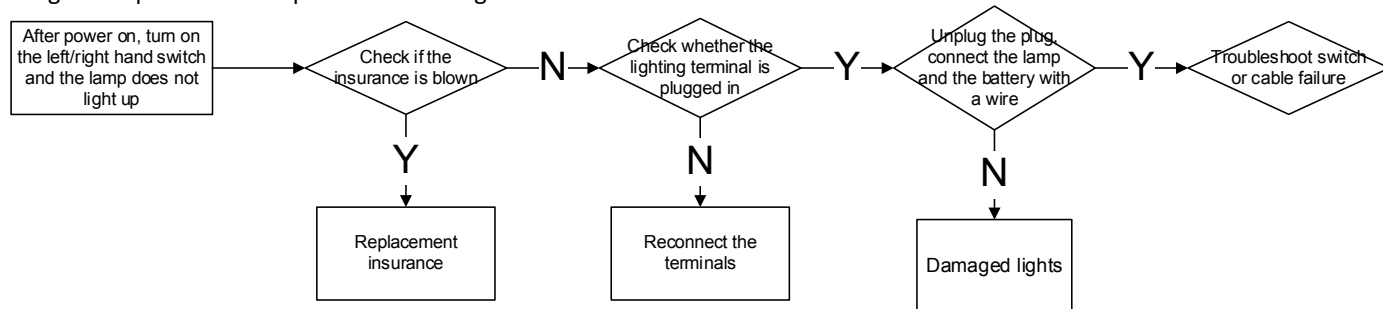 After power on, turn on
the left/right hand switch
and the lamp does not
light up
Check if the
insurance is blown
N
Check whether the
lighting terminal is
plugged in
Y
Unplug the plug,
connect the lamp
and the battery with
a wire
Y
Troubleshoot switch
or cable failure
Y
N
N
Replacement
insurance
Reconnect the
terminals
Damaged lights